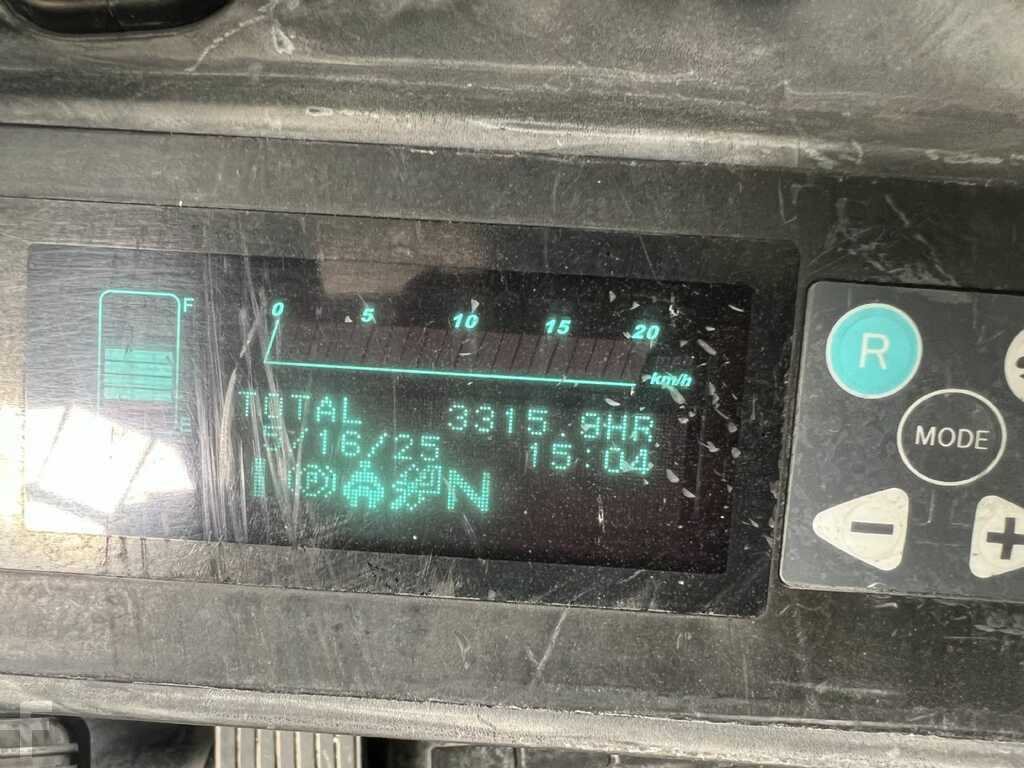 F
0 5 10 15 20
km/h
E
TOTAL 3315.8HR
5/16/25 15:04
P N
R
MODE
- +